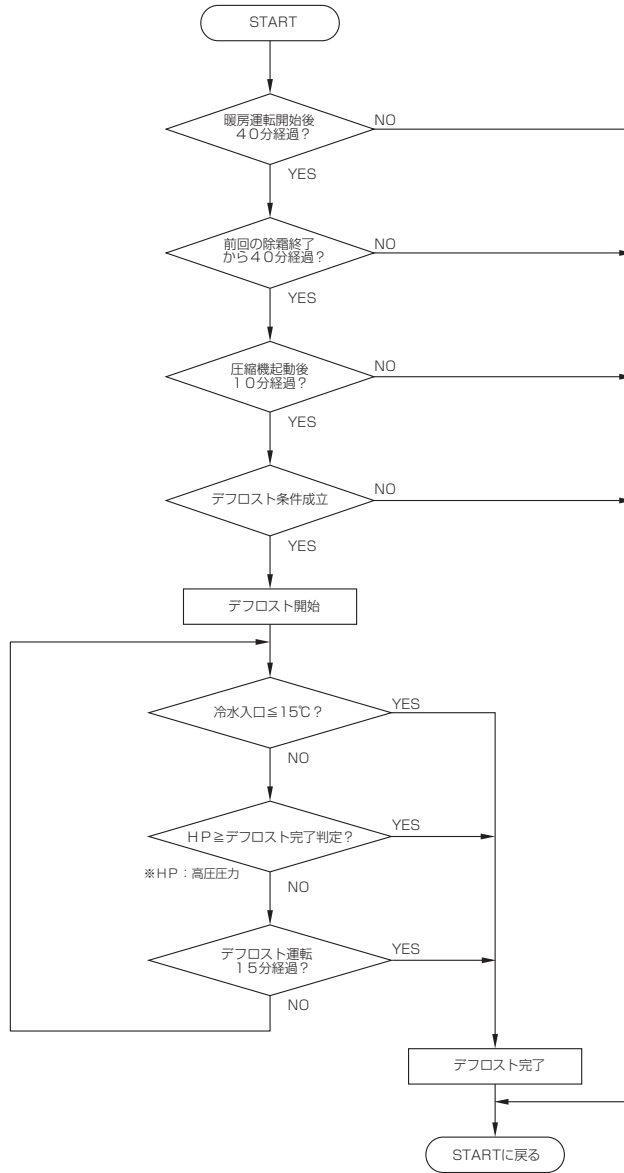 START
暖房運転開始後
40分経過?
NO
YES
前回の除霜終了
から40分経過?
NO
YES
圧縮機起動後
10分経過?
NO
YES
デフロスト条件成立
NO
YES
デフロスト開始
冷水入口≦15℃?
YES
NO
HP≧デフロスト完了判定?
YES
※HP:高圧圧力
NO
デフロスト運転
15分経過?
YES
NO
デフロスト完了
STARTに戻る